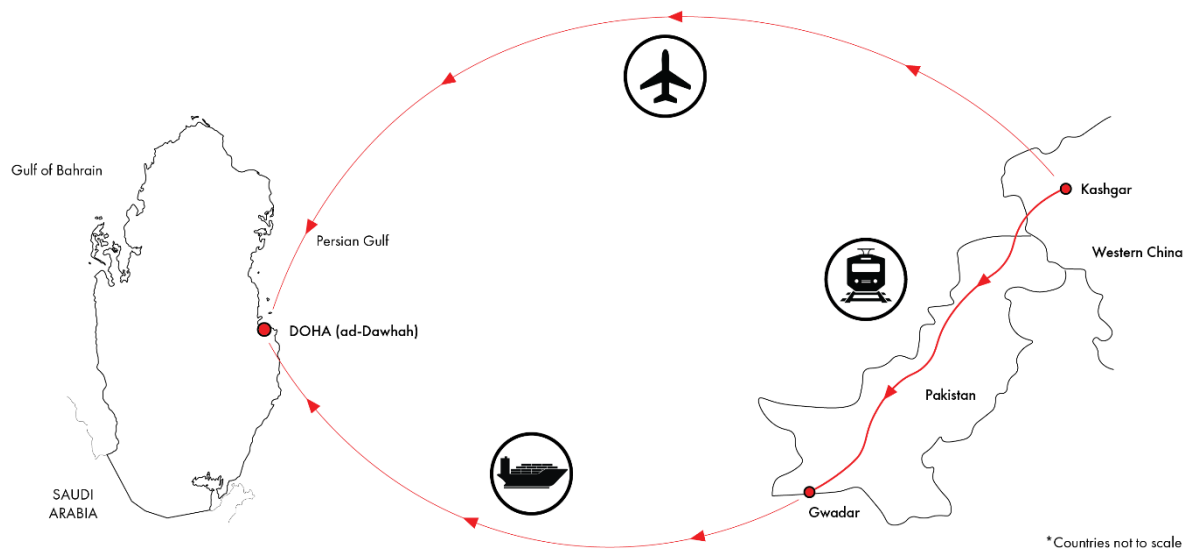 Gulf of Bahrain
Persian Gulf
Kashgar
Western China
DOHA (ad-Dawhah)
Pakistan
SAUDI
ARABIA
Gwadar
*Countries not to scale